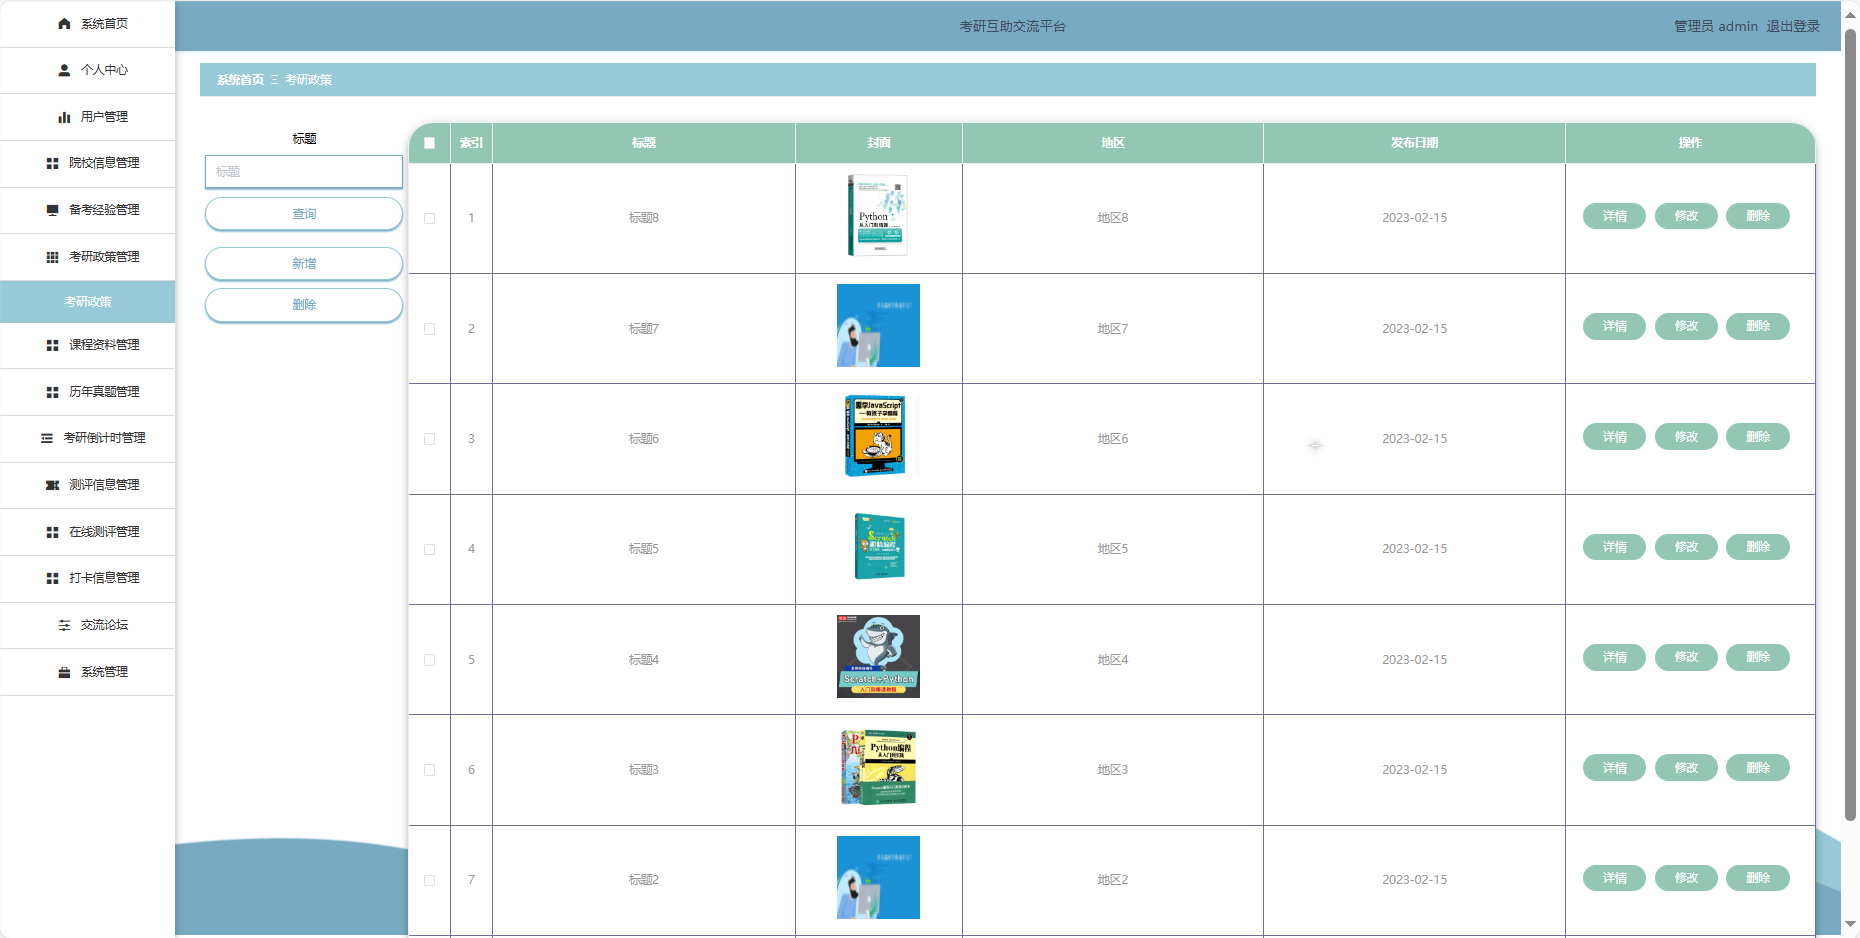 系统首页
个人中心
用户管理
院校信息管理
备考经验管理
考研政策管理
考研政策
课程资料管理
历年真题管理
考研倒计时管理
测评信息管理
在线测评管理
打卡信息管理
交流论坛
系统管理
考研互助交流平台
管理员 admin 退出登录
系统首页 考研政策
标题
标题
查询
新增
删除
索引 标题 封面 地区 发布日期 操作
1 标题8 地区8 2023-02-15 详情 修改 删除
Python
从入门到精通
2 标题7 地区7 2023-02-15 详情 修改 删除
3 标题6 地区6 2023-02-15 详情 修改 删除
JavaScript
4 标题5 地区5 2023-02-15 详情 修改 删除
Scratch
5 标题4 地区4 2023-02-15 详情 修改 删除
Scratch+Python
入门到精通教程
6 标题3 地区3 2023-02-15 详情 修改 删除
Python编程
从入门到实践
7 标题2 地区2 2023-02-15 详情 修改 删除